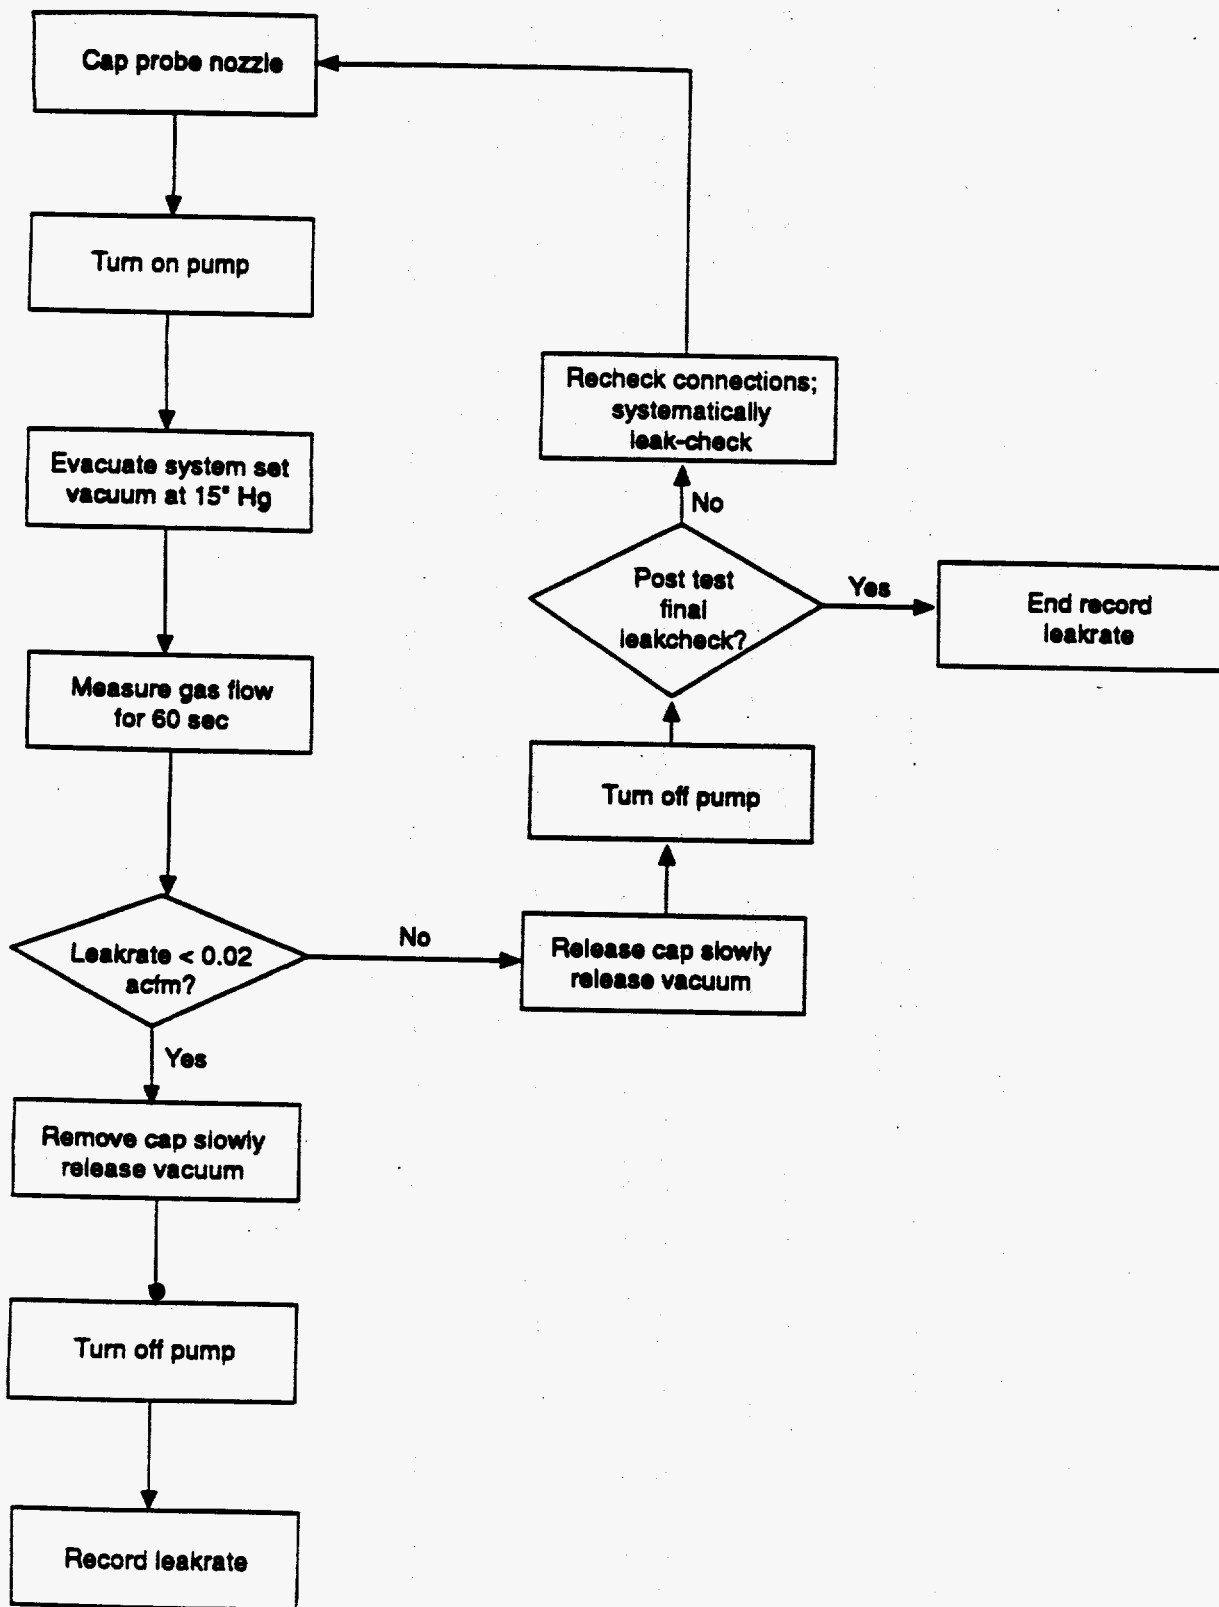 Cap probe nozzle
Turn on pump
Evacuate system set
vacuum at 15" Hg
Measure gas flow
for 60 sec
Leakrate < 0.02
acfm?
No
Yes
Remove cap slowly
release vacuum
Turn off pump
Record leakrate
Release cap slowly
release vacuum
Turn off pump
Post test
final
leakcheck?
No
Yes
Recheck connections;
systematically
leak-check
End record
leakrate